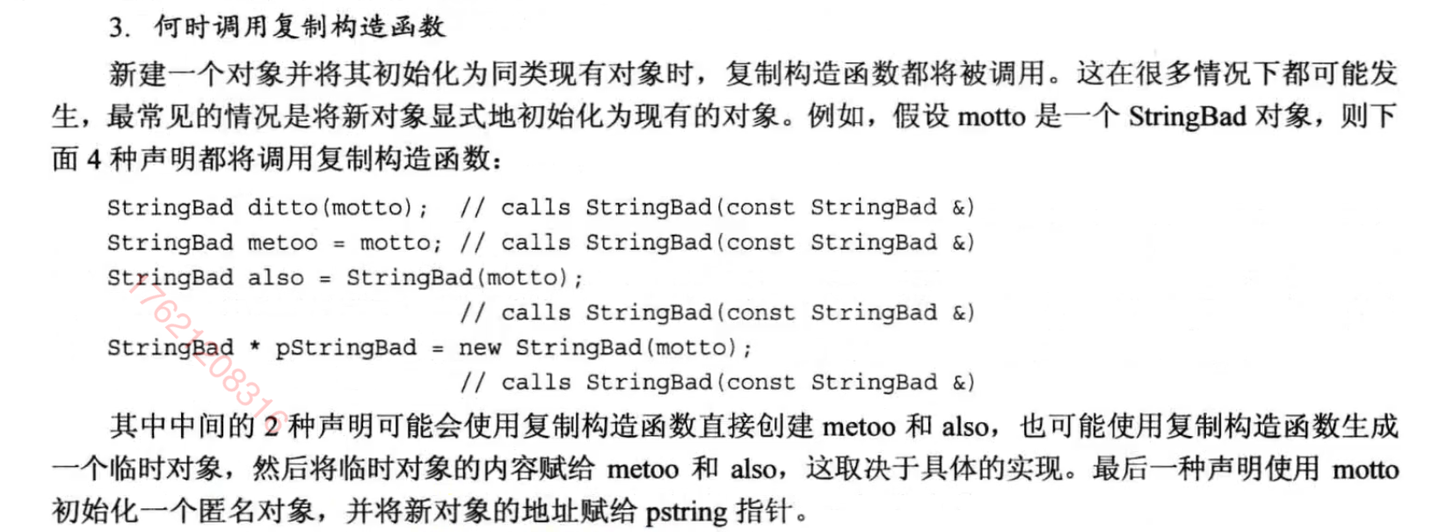 3. 何时调用复制构造函数
新建一个对象并将其初始化为同类现有对象时，复制构造函数都将被调用。这在很多情况下都可能发
生，最常见的情况是将新对象显式地初始化为现有的对象。例如，假设 motto 是一个 StringBad 对象，则下
面 4 种声明都将调用复制构造函数：
StringBad ditto(motto); // calls StringBad(const StringBad &)
StringBad metoo = motto; // calls StringBad(const StringBad &)
StringBad also = StringBad(motto);
// calls StringBad(const StringBad &)
StringBad * pStringBad = new StringBad(motto);
// calls StringBad(const StringBad &)
17621208316
其中中间的 2 种声明可能会使用复制构造函数直接创建 metoo 和 also，也可能使用复制构造函数生成
一个临时对象，然后将临时对象的内容赋给 metoo 和 also，这取决于具体的实现。最后一种声明使用 motto
初始化一个匿名对象，并将新对象的地址赋给 pstring 指针。